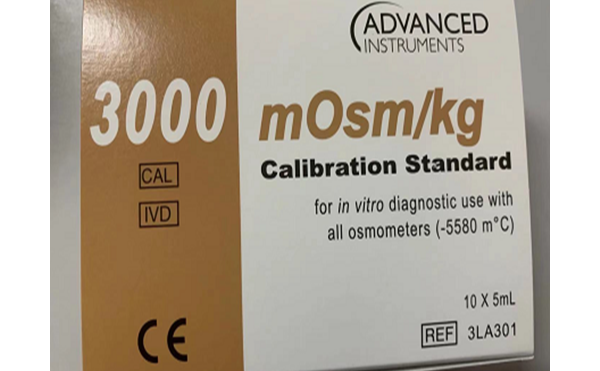 ADVANCED
INSTRUMENTS
3000 mOsm/kg
Calibration Standard
CAL
for in vitro diagnostic use with
IVD
all osmometers (-5580 m°C)
10 X 5mL
CE
REF 3LA301